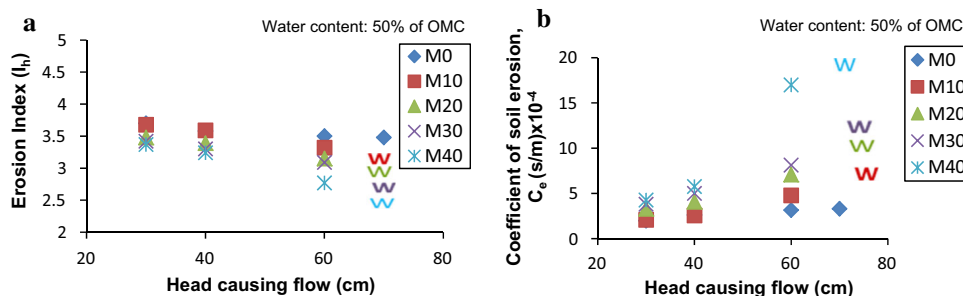 a
Water content: 50% of OMC
5
4.5
4
3.5
3
2.5
2
20
40
60
80
Erosion Index (Ih)
Head causing flow (cm)
M0
M10
M20
M30
M40
W
W
W
W
b
Water content: 50% of OMC
20
15
10
5
0
20
40
60
80
Coefficient of soil erosion,
Ce (s/m)x10-4
Head causing flow (cm)
M0
M10
M20
M30
M40
W
W
W
W